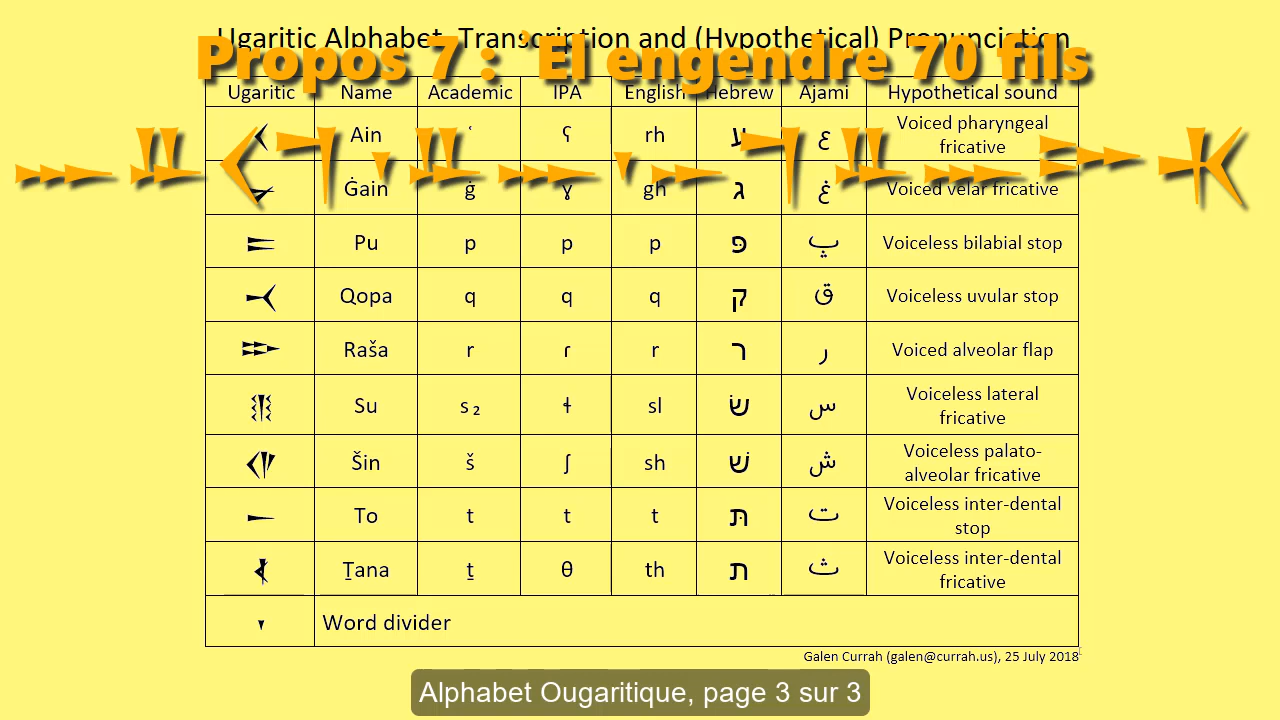 Ugaritic Alphabet, Transcription and (Hypothetical) Pronunciation
Propos 7 : ʾEl engendre 70 fils
Ugaritic Name Academic IPA English Hebrew Ajami Hypothetical sound
𐎓 Ain ʿ ʕ rh ע ع Voiced pharyngeal fricative
𐎙 Ġain ġ ɣ gh ג غ Voiced velar fricative
𐎔 Pu p p p פּ پ Voiceless bilabial stop
𐎖 Qopa q q q ק ق Voiceless uvular stop
𐎗 Raša r ɾ r ר ر Voiced alveolar flap
𐎝 Su s₂ ɬ sl שׂ س Voiceless lateral fricative
𐎌 Šin š ʃ sh שׁ ش Voiceless palato-alveolar fricative
𐎚 To t t t תּ ت Voiceless inter-dental stop
𐎘 Ṯana ṯ θ th ת ث Voiceless inter-dental fricative
𐎟 Word divider
Galen Currah (galen@currah.us), 25 July 2018
Alphabet Ougaritique, page 3 sur 3